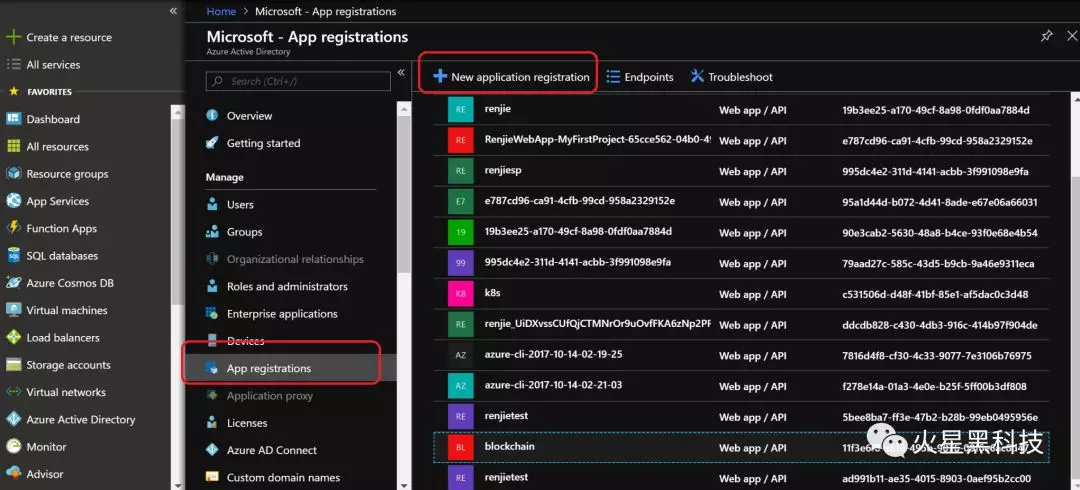 Home > Microsoft - App registrations
Microsoft - App registrations
Azure Active Directory
Create a resource
All services
FAVORITES
Dashboard
All resources
Resource groups
App Services
Function Apps
SQL databases
Azure Cosmos DB
Virtual machines
Load balancers
Storage accounts
Virtual networks
Azure Active Directory
Monitor
Advisor
Search (Ctrl+/)
Overview
Getting started
Manage
Users
Groups
Organizational relationships
Roles and administrators
Enterprise applications
Devices
App registrations
Application proxy
Licenses
Azure AD Connect
Custom domain names
New application registration Endpoints Troubleshoot
RE renjie Web app / API 19b3ee25-a170-49cf-8a98-0fdf0aa7884d
RE RenjieWebApp-MyFirstProject-65cce562-04b0-49 Web app / API e787cd96-ca91-4cfb-99cd-958a2329152e
RE renjiesp Web app / API 995dc4e2-311d-4141-acbb-3f991098e9fa
E7 e787cd96-ca91-4cfb-99cd-958a2329152e Web app / API 95a1d44d-b072-4d41-8ade-e67e06a66031
19 19b3ee25-a170-49cf-8a98-0fdf0aa7884d Web app / API 90e3cab2-5630-48a8-b4ce-93f0e68e4b54
99 995dc4e2-311d-4141-acbb-3f991098e9fa Web app / API 79aad27c-585c-43d5-b9cb-9a46e9311eca
K8 k8s Web app / API c531506d-d48f-41bf-85e1-af5dac0c3d48
RE renjie_UiDXvssCUfQjCTMNrOr9uOvfFKA6zNp2PF Web app / API ddcdb828-c430-4db3-916c-414b97f904de
AZ azure-cli-2017-10-14-02-19-25 Web app / API 7816d4f8-cf30-4c33-9077-7e3106b76975
AZ azure-cli-2017-10-14-02-21-03 Web app / API f278e14a-01a3-4e0e-b25f-5ff00b3df808
RE renjietest Web app / API 5bee8ba7-ff3e-47b2-b28b-99eb0495956e
BL blockchain Web app / API
火星黑科技
RE renjietest Web app / API ad991b11-ae35-4015-8903-0aef95b2cc00